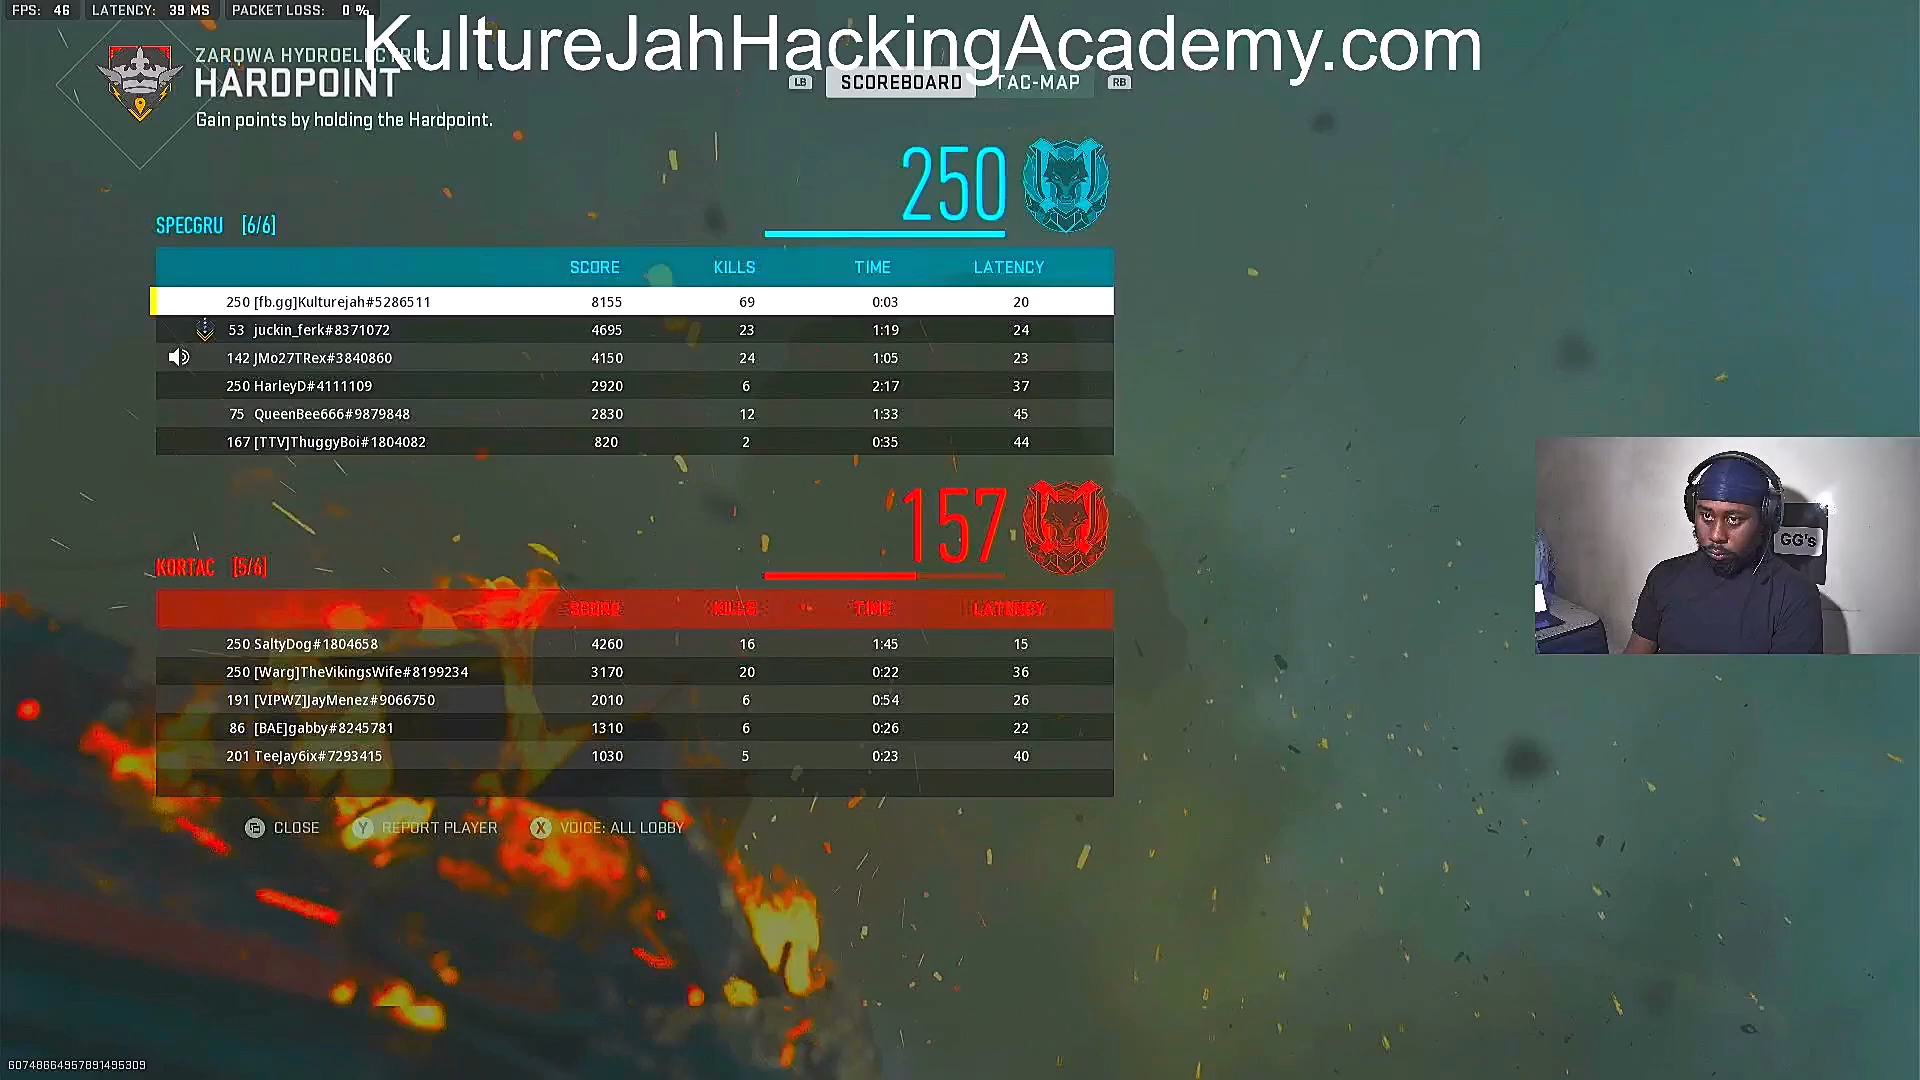 FPS: 46 LATENCY: 39 MS PACKET LOSS: 0 %
KultureJahHackingAcademy.com
ZARQWA HYDROELECTRIC
HARDPOINT
LB SCOREBOARD TAC-MAP RB
Gain points by holding the Hardpoint.
250
SPECGRU [6/6]
SCORE KILLS TIME LATENCY
250 [fb.gg]Kulturejah#5286511 8155 69 0:03 20
53 juckin_ferk#8371072 4695 23 1:19 24
142 JMo27TRex#3840860 4150 24 1:05 23
250 HarleyD#4111109 2920 6 2:17 37
75 QueenBee666#9879848 2830 12 1:33 45
167 [TTV]ThuggyBoi#1804082 820 2 0:35 44
157
KORTAC [5/6]
SCORE KILLS TIME LATENCY
250 SaltyDog#1804658 4260 16 1:45 15
250 [Warg]TheVikingsWife#8199234 3170 20 0:22 36
191 [VIPWZ]JayMenez#9066750 2010 6 0:54 26
86 [BAE]gabby#8245781 1310 6 0:26 22
201 TeeJay6ix#7293415 1030 5 0:23 40
CLOSE Y REPORT PLAYER X VOICE: ALL LOBBY
GG's
60748664957891495309